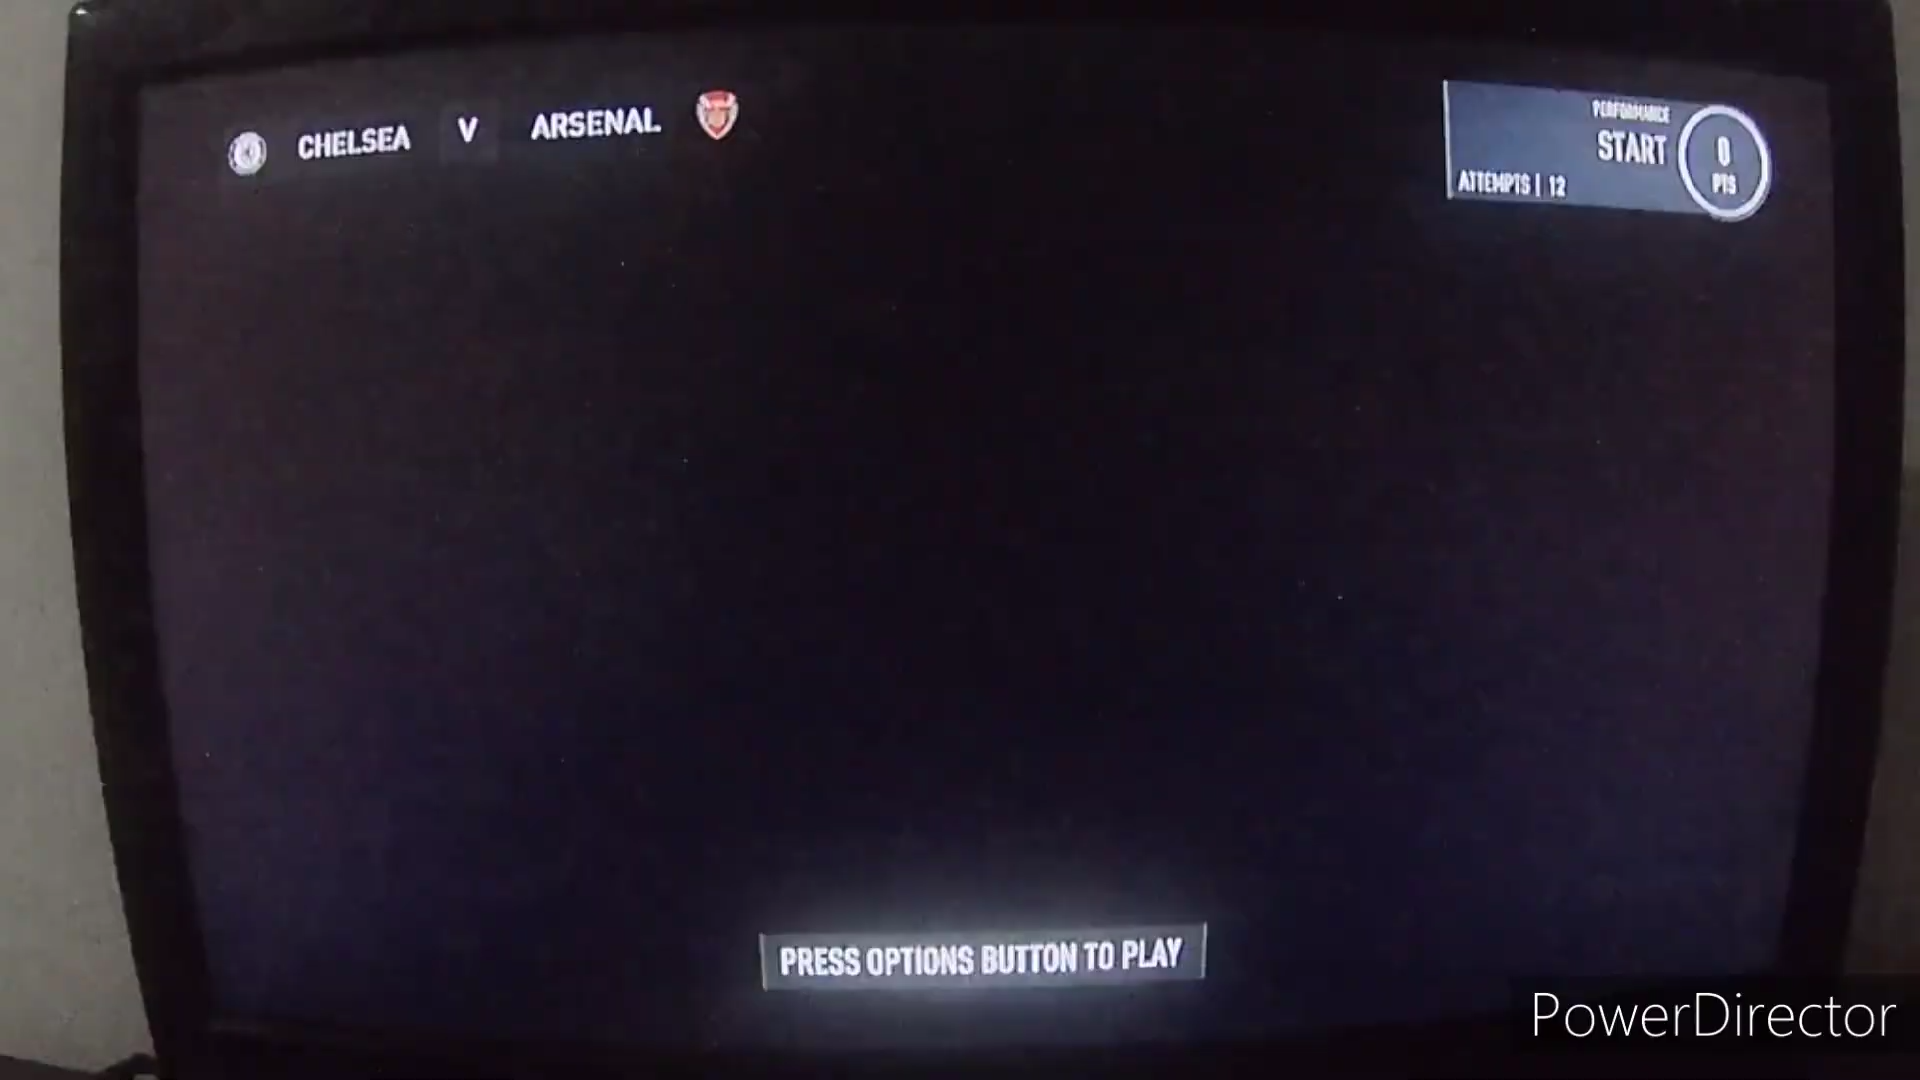 CHELSEA V ARSENAL
PERFORMANCE
START
0
PTS
ATTEMPTS | 12
PRESS OPTIONS BUTTON TO PLAY
PowerDirector